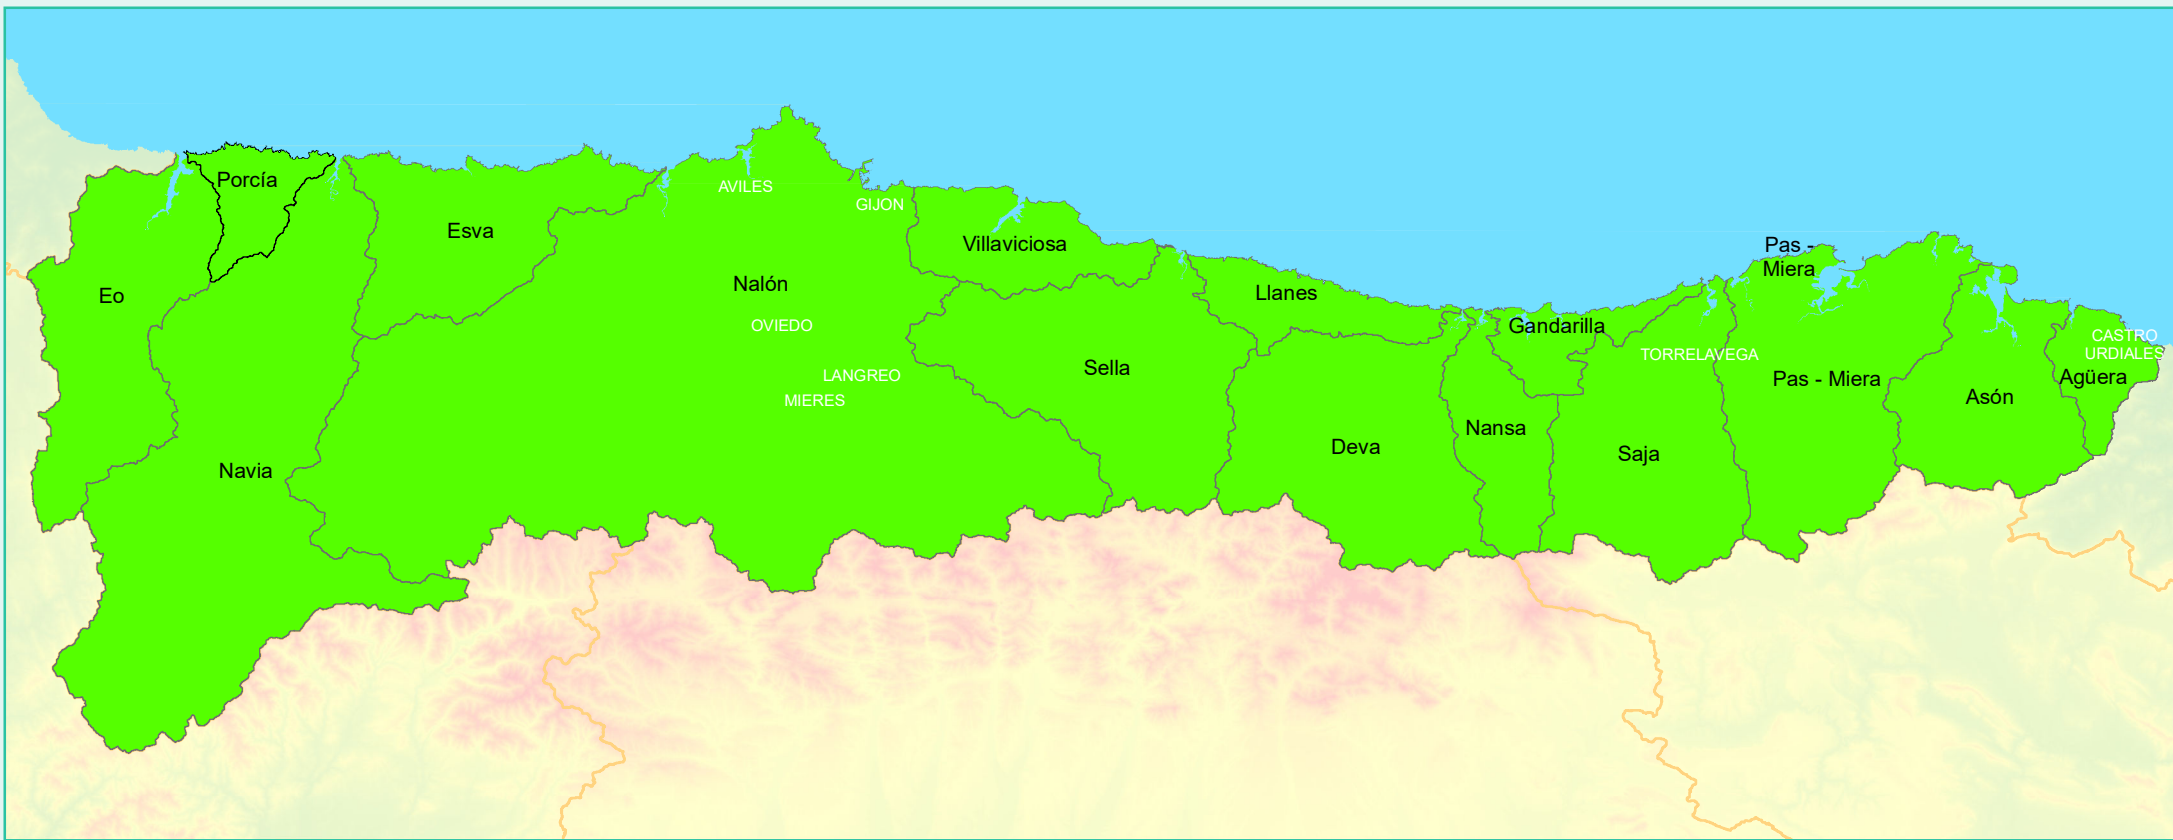 Porcía
AVILES
GIJON
Esva
Villaviciosa
Pas -
Miera
Eo
Nalón
Llanes
OVIEDO
Gandarilla
CASTRO
URDIALES
TORRELAVEGA
Sella
LANGREO
Pas - Miera
Agüera
MIERES
Asón
Nansa
Deva
Saja
Navia